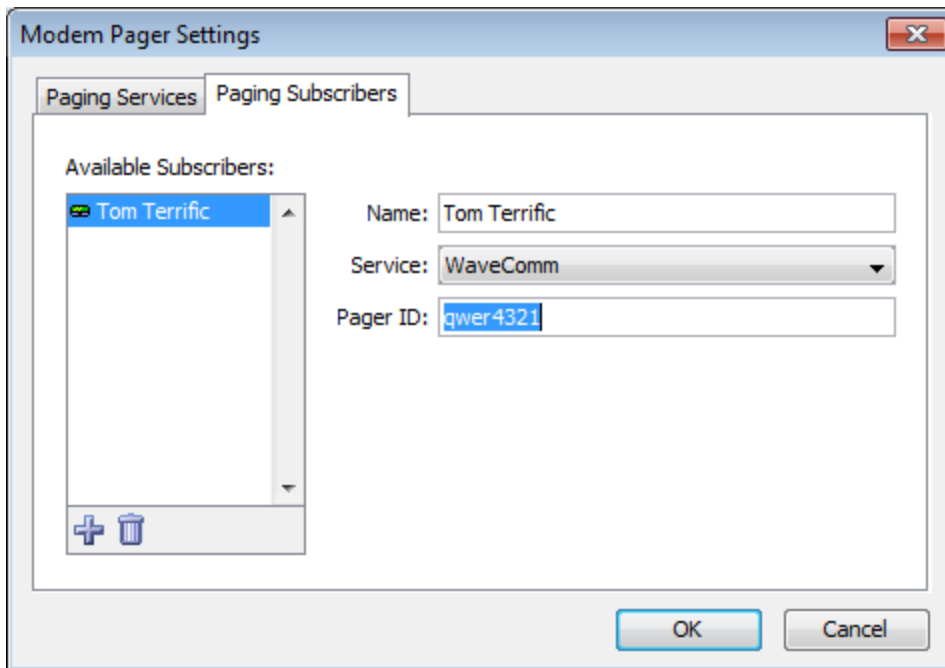 Modem Pager Settings
Paging Services
Paging Subscribers
Available Subscribers:
Tom Terrific
Name: Tom Terrific
Service: WaveComm
Pager ID: qwer4321
OK
Cancel